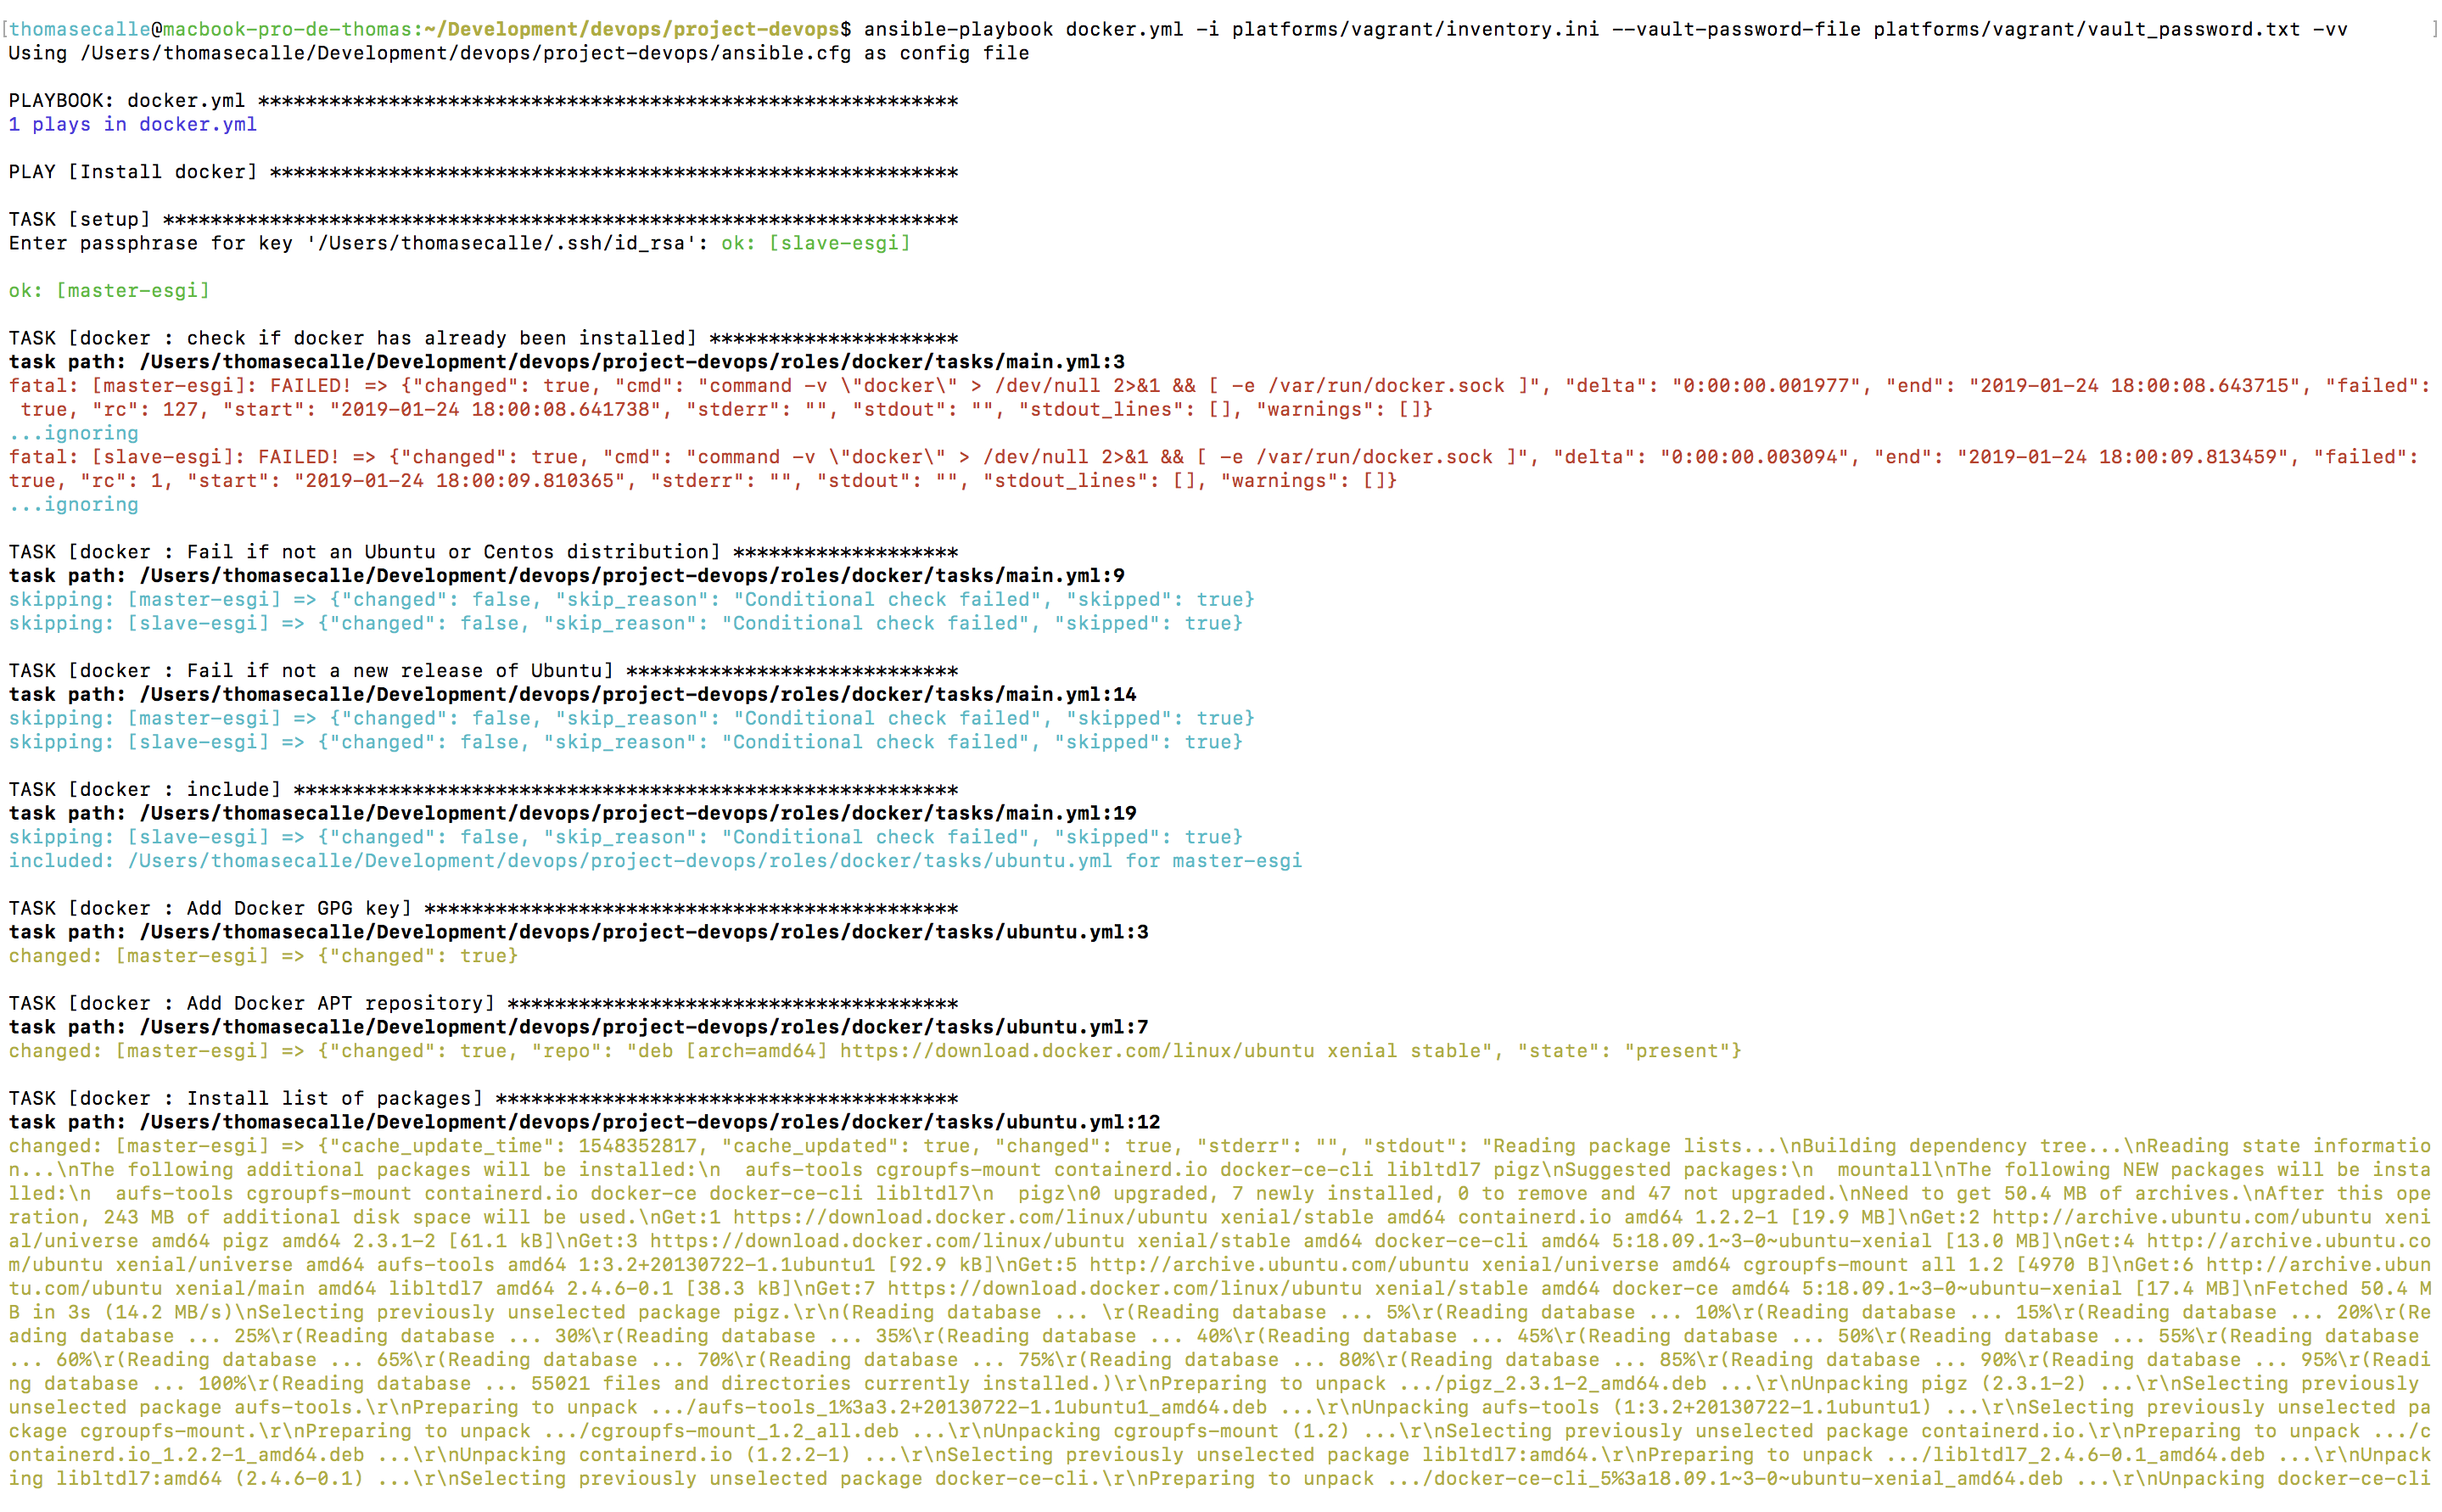 [thomasecalle@macbook-pro-de-thomas:~/Development/devops/project-devops$ ansible-playbook docker.yml -i platforms/vagrant/inventory.ini --vault-password-file platforms/vagrant/vault_password.txt -vv ]
Using /Users/thomasecalle/Development/devops/project-devops/ansible.cfg as config file
PLAYBOOK: docker.yml ***********************************************************
1 plays in docker.yml
PLAY [Install docker] **********************************************************
TASK [setup] *******************************************************************
Enter passphrase for key '/Users/thomasecalle/.ssh/id_rsa': ok: [slave-esgi]
ok: [master-esgi]
TASK [docker : check if docker has already been installed] *********************
task path: /Users/thomasecalle/Development/devops/project-devops/roles/docker/tasks/main.yml:3
fatal: [master-esgi]: FAILED! => {"changed": true, "cmd": "command -v \"docker\" > /dev/null 2>&1 && [ -e /var/run/docker.sock ]", "delta": "0:00:00.001977", "end": "2019-01-24 18:00:08.643715", "failed":
true, "rc": 127, "start": "2019-01-24 18:00:08.641738", "stderr": "", "stdout": "", "stdout_lines": [], "warnings": []}
...ignoring
fatal: [slave-esgi]: FAILED! => {"changed": true, "cmd": "command -v \"docker\" > /dev/null 2>&1 && [ -e /var/run/docker.sock ]", "delta": "0:00:00.003094", "end": "2019-01-24 18:00:09.813459", "failed":
true, "rc": 1, "start": "2019-01-24 18:00:09.810365", "stderr": "", "stdout": "", "stdout_lines": [], "warnings": []}
...ignoring
TASK [docker : Fail if not an Ubuntu or Centos distribution] *******************
task path: /Users/thomasecalle/Development/devops/project-devops/roles/docker/tasks/main.yml:9
skipping: [master-esgi] => {"changed": false, "skip_reason": "Conditional check failed", "skipped": true}
skipping: [slave-esgi] => {"changed": false, "skip_reason": "Conditional check failed", "skipped": true}
TASK [docker : Fail if not a new release of Ubuntu] ****************************
task path: /Users/thomasecalle/Development/devops/project-devops/roles/docker/tasks/main.yml:14
skipping: [master-esgi] => {"changed": false, "skip_reason": "Conditional check failed", "skipped": true}
skipping: [slave-esgi] => {"changed": false, "skip_reason": "Conditional check failed", "skipped": true}
TASK [docker : include] ********************************************************
task path: /Users/thomasecalle/Development/devops/project-devops/roles/docker/tasks/main.yml:19
skipping: [slave-esgi] => {"changed": false, "skip_reason": "Conditional check failed", "skipped": true}
included: /Users/thomasecalle/Development/devops/project-devops/roles/docker/tasks/ubuntu.yml for master-esgi
TASK [docker : Add Docker GPG key] *********************************************
task path: /Users/thomasecalle/Development/devops/project-devops/roles/docker/tasks/ubuntu.yml:3
changed: [master-esgi] => {"changed": true}
TASK [docker : Add Docker APT repository] **************************************
task path: /Users/thomasecalle/Development/devops/project-devops/roles/docker/tasks/ubuntu.yml:7
changed: [master-esgi] => {"changed": true, "repo": "deb [arch=amd64] https://download.docker.com/linux/ubuntu xenial stable", "state": "present"}
TASK [docker : Install list of packages] ***************************************
task path: /Users/thomasecalle/Development/devops/project-devops/roles/docker/tasks/ubuntu.yml:12
changed: [master-esgi] => {"cache_update_time": 1548352817, "cache_updated": true, "changed": true, "stderr": "", "stdout": "Reading package lists...\nBuilding dependency tree...\nReading state informatio
n...\nThe following additional packages will be installed:\n  aufs-tools cgroupfs-mount containerd.io docker-ce-cli libltdl7 pigz\nSuggested packages:\n  mountall\nThe following NEW packages will be insta
lled:\n  aufs-tools cgroupfs-mount containerd.io docker-ce docker-ce-cli libltdl7\n  pigz\n0 upgraded, 7 newly installed, 0 to remove and 47 not upgraded.\nNeed to get 50.4 MB of archives.\nAfter this ope
ration, 243 MB of additional disk space will be used.\nGet:1 https://download.docker.com/linux/ubuntu xenial/stable amd64 containerd.io amd64 1.2.2-1 [19.9 MB]\nGet:2 http://archive.ubuntu.com/ubuntu xeni
al/universe amd64 pigz amd64 2.3.1-2 [61.1 kB]\nGet:3 https://download.docker.com/linux/ubuntu xenial/stable amd64 docker-ce-cli amd64 5:18.09.1~3-0~ubuntu-xenial [13.0 MB]\nGet:4 http://archive.ubuntu.co
m/ubuntu xenial/universe amd64 aufs-tools amd64 1:3.2+20130722-1.1ubuntu1 [92.9 kB]\nGet:5 http://archive.ubuntu.com/ubuntu xenial/universe amd64 cgroupfs-mount all 1.2 [4970 B]\nGet:6 http://archive.ubun
tu.com/ubuntu xenial/main amd64 libltdl7 amd64 2.4.6-0.1 [38.3 kB]\nGet:7 https://download.docker.com/linux/ubuntu xenial/stable amd64 docker-ce amd64 5:18.09.1~3-0~ubuntu-xenial [17.4 MB]\nFetched 50.4 M
B in 3s (14.2 MB/s)\nSelecting previously unselected package pigz.\r\n(Reading database ... \r(Reading database ... 5%\r(Reading database ... 10%\r(Reading database ... 15%\r(Reading database ... 20%\r(Re
ading database ... 25%\r(Reading database ... 30%\r(Reading database ... 35%\r(Reading database ... 40%\r(Reading database ... 45%\r(Reading database ... 50%\r(Reading database ... 55%\r(Reading database
... 60%\r(Reading database ... 65%\r(Reading database ... 70%\r(Reading database ... 75%\r(Reading database ... 80%\r(Reading database ... 85%\r(Reading database ... 90%\r(Reading database ... 95%\r(Readi
ng database ... 100%\r(Reading database ... 55021 files and directories currently installed.)\r\nPreparing to unpack .../pigz_2.3.1-2_amd64.deb ...\r\nUnpacking pigz (2.3.1-2) ...\r\nSelecting previously
unselected package aufs-tools.\r\nPreparing to unpack .../aufs-tools_1%3a3.2+20130722-1.1ubuntu1_amd64.deb ...\r\nUnpacking aufs-tools (1:3.2+20130722-1.1ubuntu1) ...\r\nSelecting previously unselected pa
ckage cgroupfs-mount.\r\nPreparing to unpack .../cgroupfs-mount_1.2_all.deb ...\r\nUnpacking cgroupfs-mount (1.2) ...\r\nSelecting previously unselected package containerd.io.\r\nPreparing to unpack .../c
ontainerd.io_1.2.2-1_amd64.deb ...\r\nUnpacking containerd.io (1.2.2-1) ...\r\nSelecting previously unselected package libltdl7:amd64.\r\nPreparing to unpack .../libltdl7_2.4.6-0.1_amd64.deb ...\r\nUnpack
ing libltdl7:amd64 (2.4.6-0.1) ...\r\nSelecting previously unselected package docker-ce-cli.\r\nPreparing to unpack .../docker-ce-cli_5%3a18.09.1~3-0~ubuntu-xenial_amd64.deb ...\r\nUnpacking docker-ce-cli